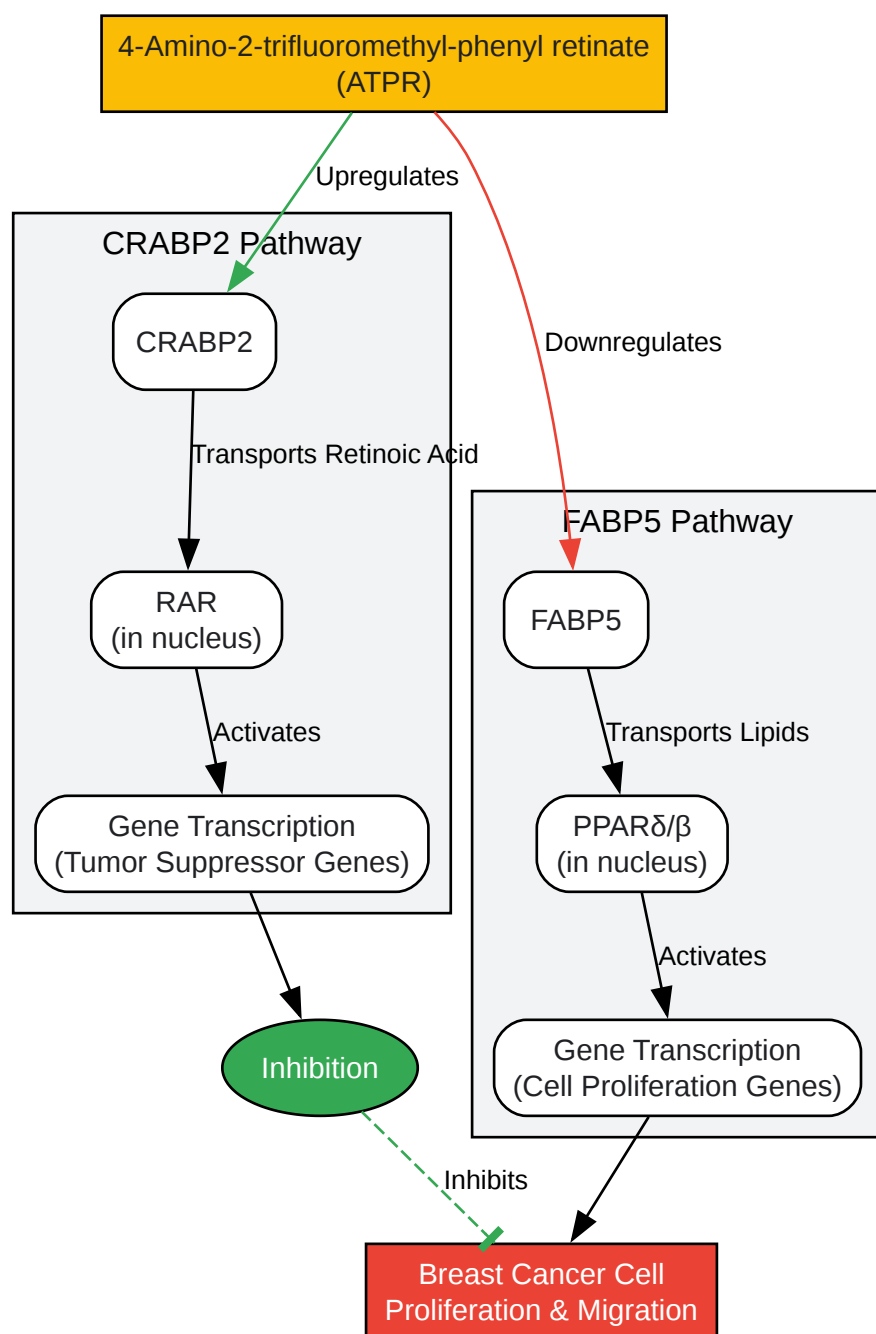 4-Amino-2-trifluoromethyl-phenyl retinate
(ATPR)
Upregulates
CRABP2 Pathway
CRABP2
Downregulates
Transports Retinoic Acid
FABP5 Pathway
RAR
(in nucleus)
FABP5
Activates
Transports Lipids
Gene Transcription
(Tumor Suppressor Genes)
PPARδ/β
(in nucleus)
Activates
Inhibition
Gene Transcription
(Cell Proliferation Genes)
Inhibits
Breast Cancer Cell
Proliferation & Migration